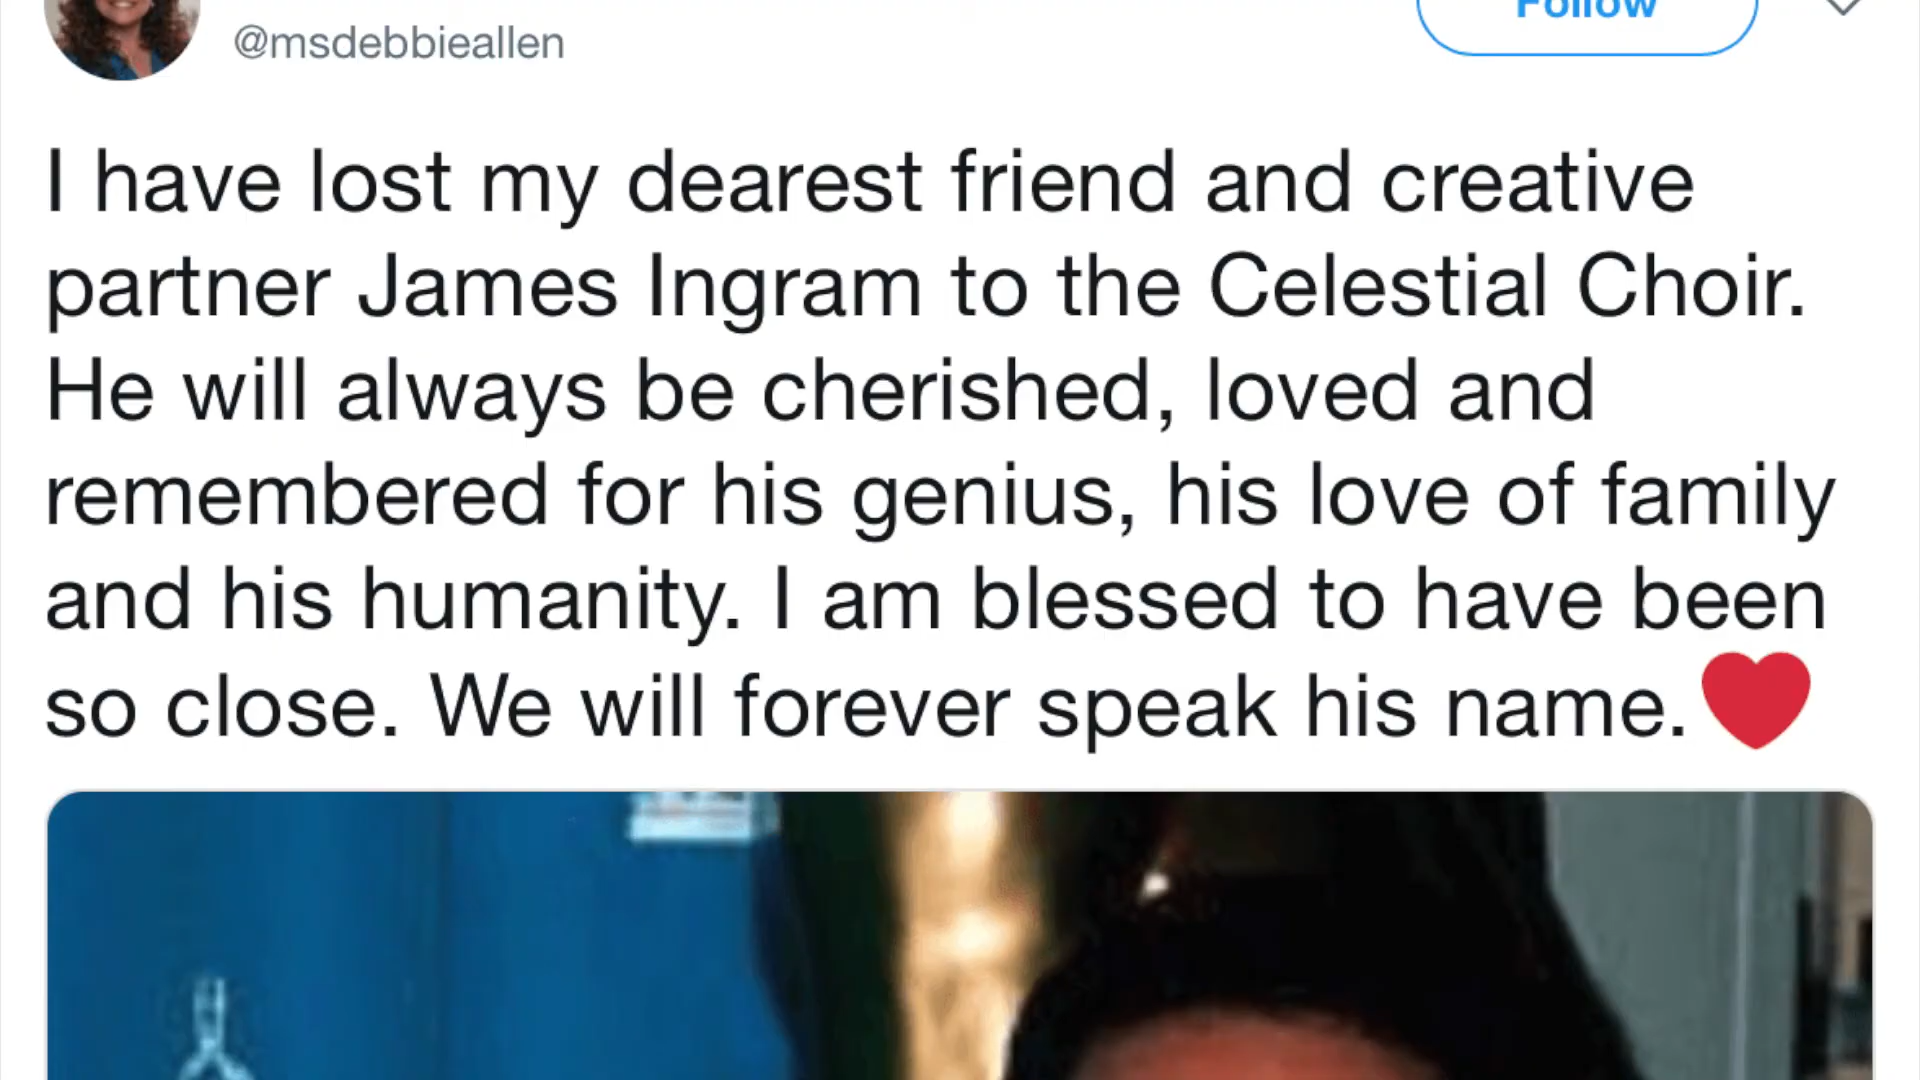 @msdebbieallen
Follow
I have lost my dearest friend and creative
partner James Ingram to the Celestial Choir.
He will always be cherished, loved and
remembered for his genius, his love of family
and his humanity. I am blessed to have been
so close. We will forever speak his name.❤️